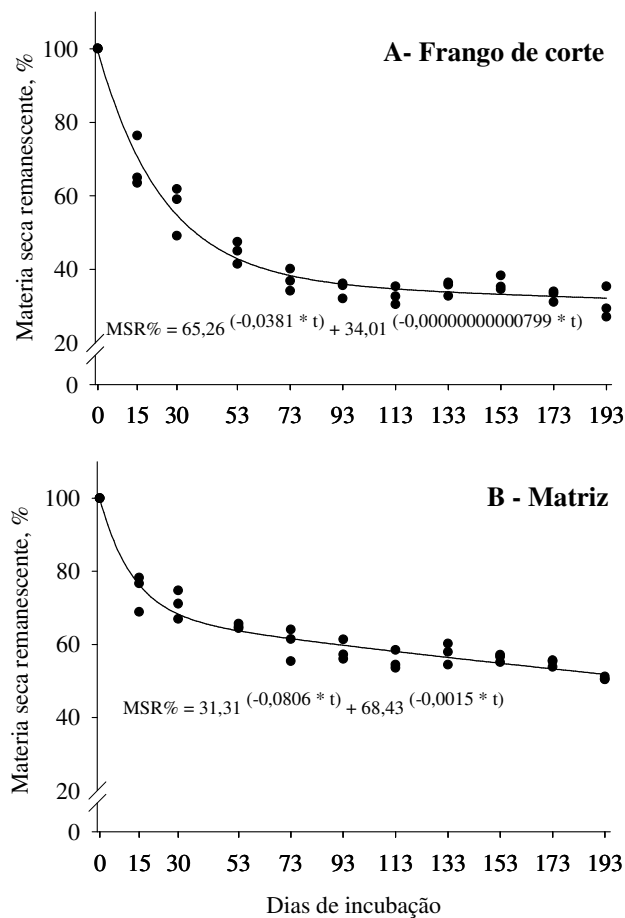 A- Frango de corte
Materia seca remanescente, %
100
80
60
40
20
0
MSR% = 65,26 (-0,0381 * t) + 34,01 (-0,00000000000799 * t)
0 15 30 53 73 93 113 133 153 173 193
B - Matriz
Materia seca remanescente, %
100
80
60
40
20
0
MSR% = 31,31 (-0,0806 * t) + 68,43 (-0,0015 * t)
0 15 30 53 73 93 113 133 153 173 193
Dias de incubação